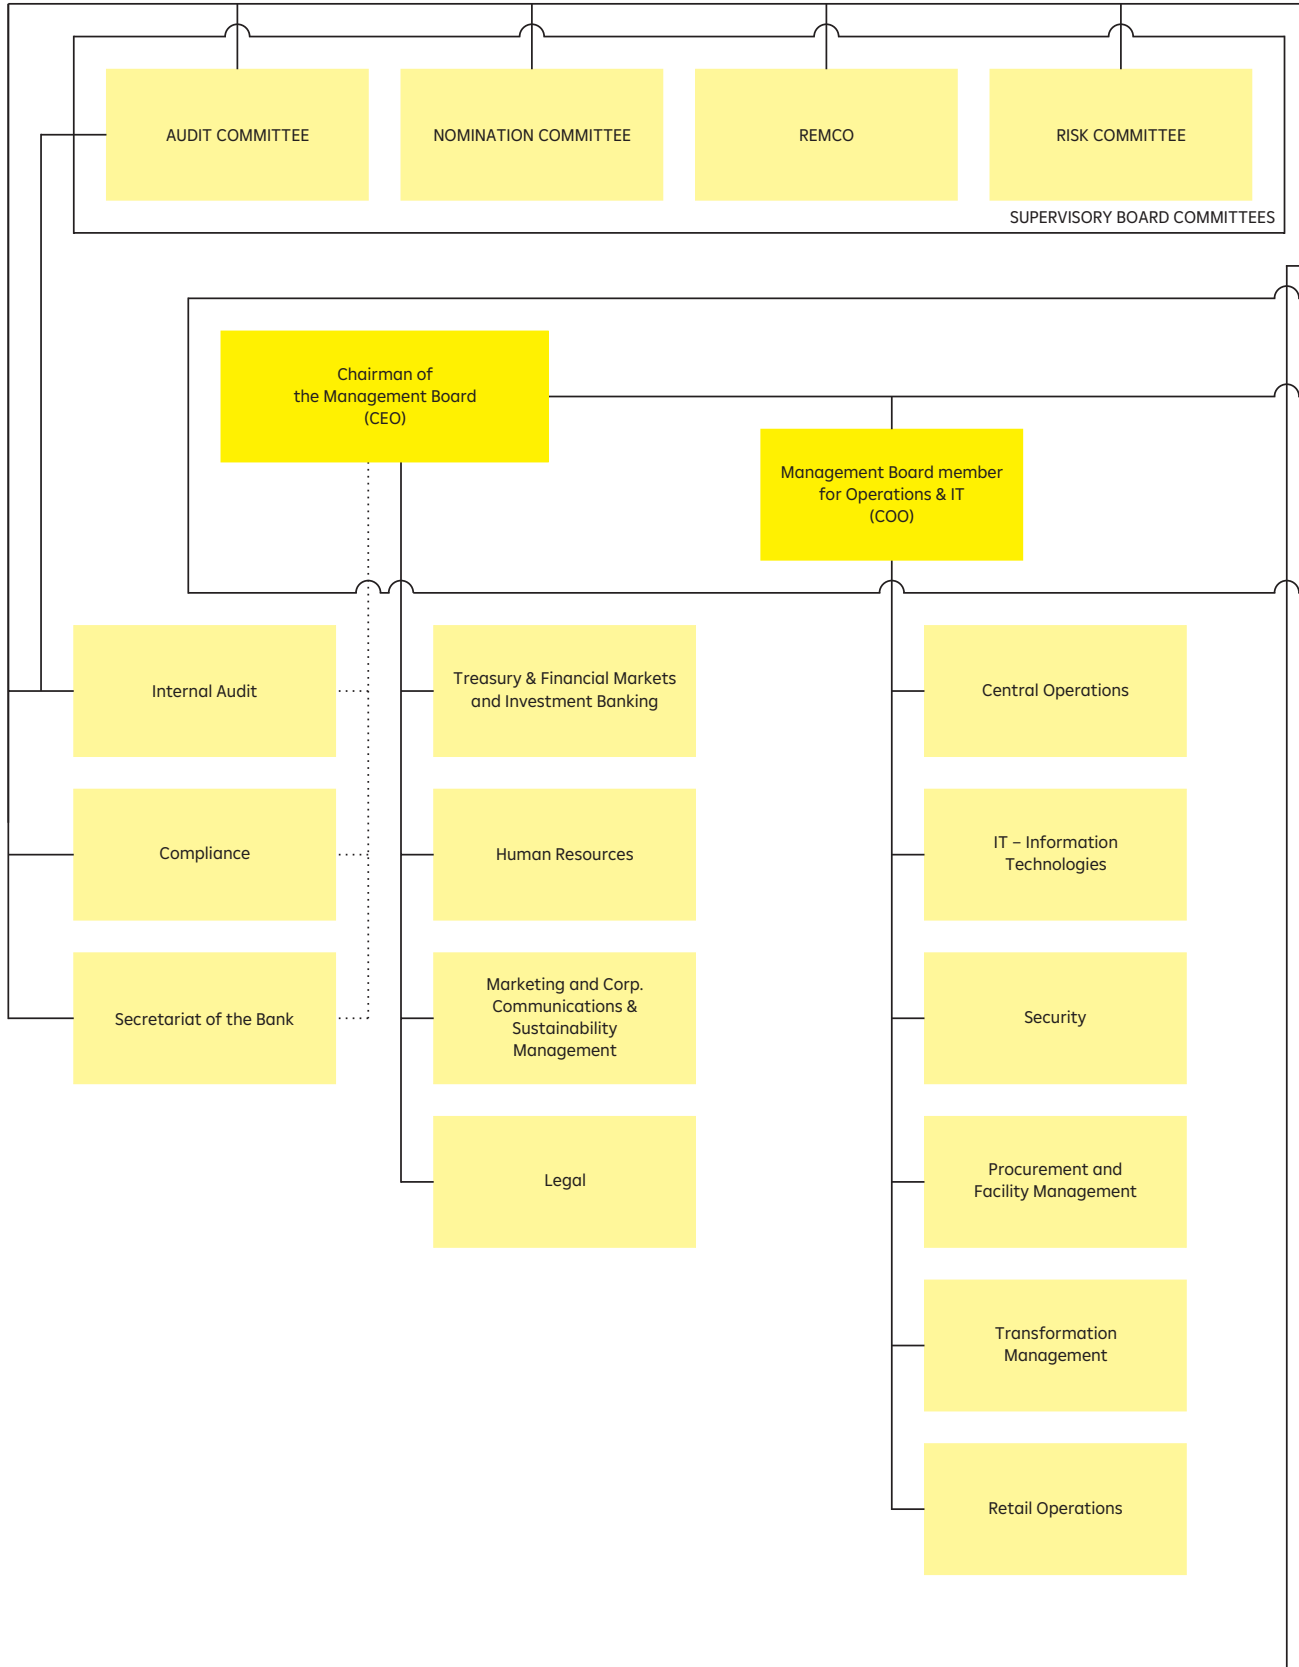 AUDIT COMMITTEE
NOMINATION COMMITTEE
REMCO
RISK COMMITTEE
SUPERVISORY BOARD COMMITTEES
Chairman of
the Management Board
(CEO)
Management Board member
for Operations & IT
(COO)
Internal Audit
Compliance
Secretariat of the Bank
Treasury & Financial Markets
and Investment Banking
Human Resources
Marketing and Corp.
Communications &
Sustainability
Management
Legal
Central Operations
IT – Information
Technologies
Security
Procurement and
Facility Management
Transformation
Management
Retail Operations